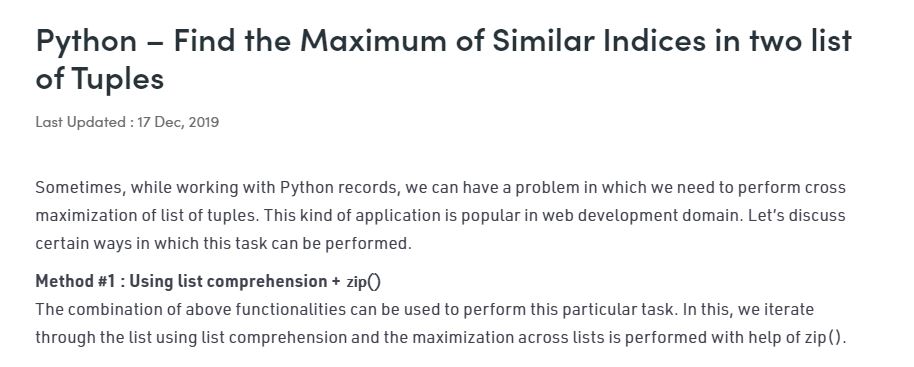 Python – Find the Maximum of Similar Indices in two list
of Tuples
Last Updated : 17 Dec, 2019
Sometimes, while working with Python records, we can have a problem in which we need to perform cross
maximization of list of tuples. This kind of application is popular in web development domain. Let’s discuss
certain ways in which this task can be performed.
Method #1 : Using list comprehension + zip()
The combination of above functionalities can be used to perform this particular task. In this, we iterate
through the list using list comprehension and the maximization across lists is performed with help of zip().